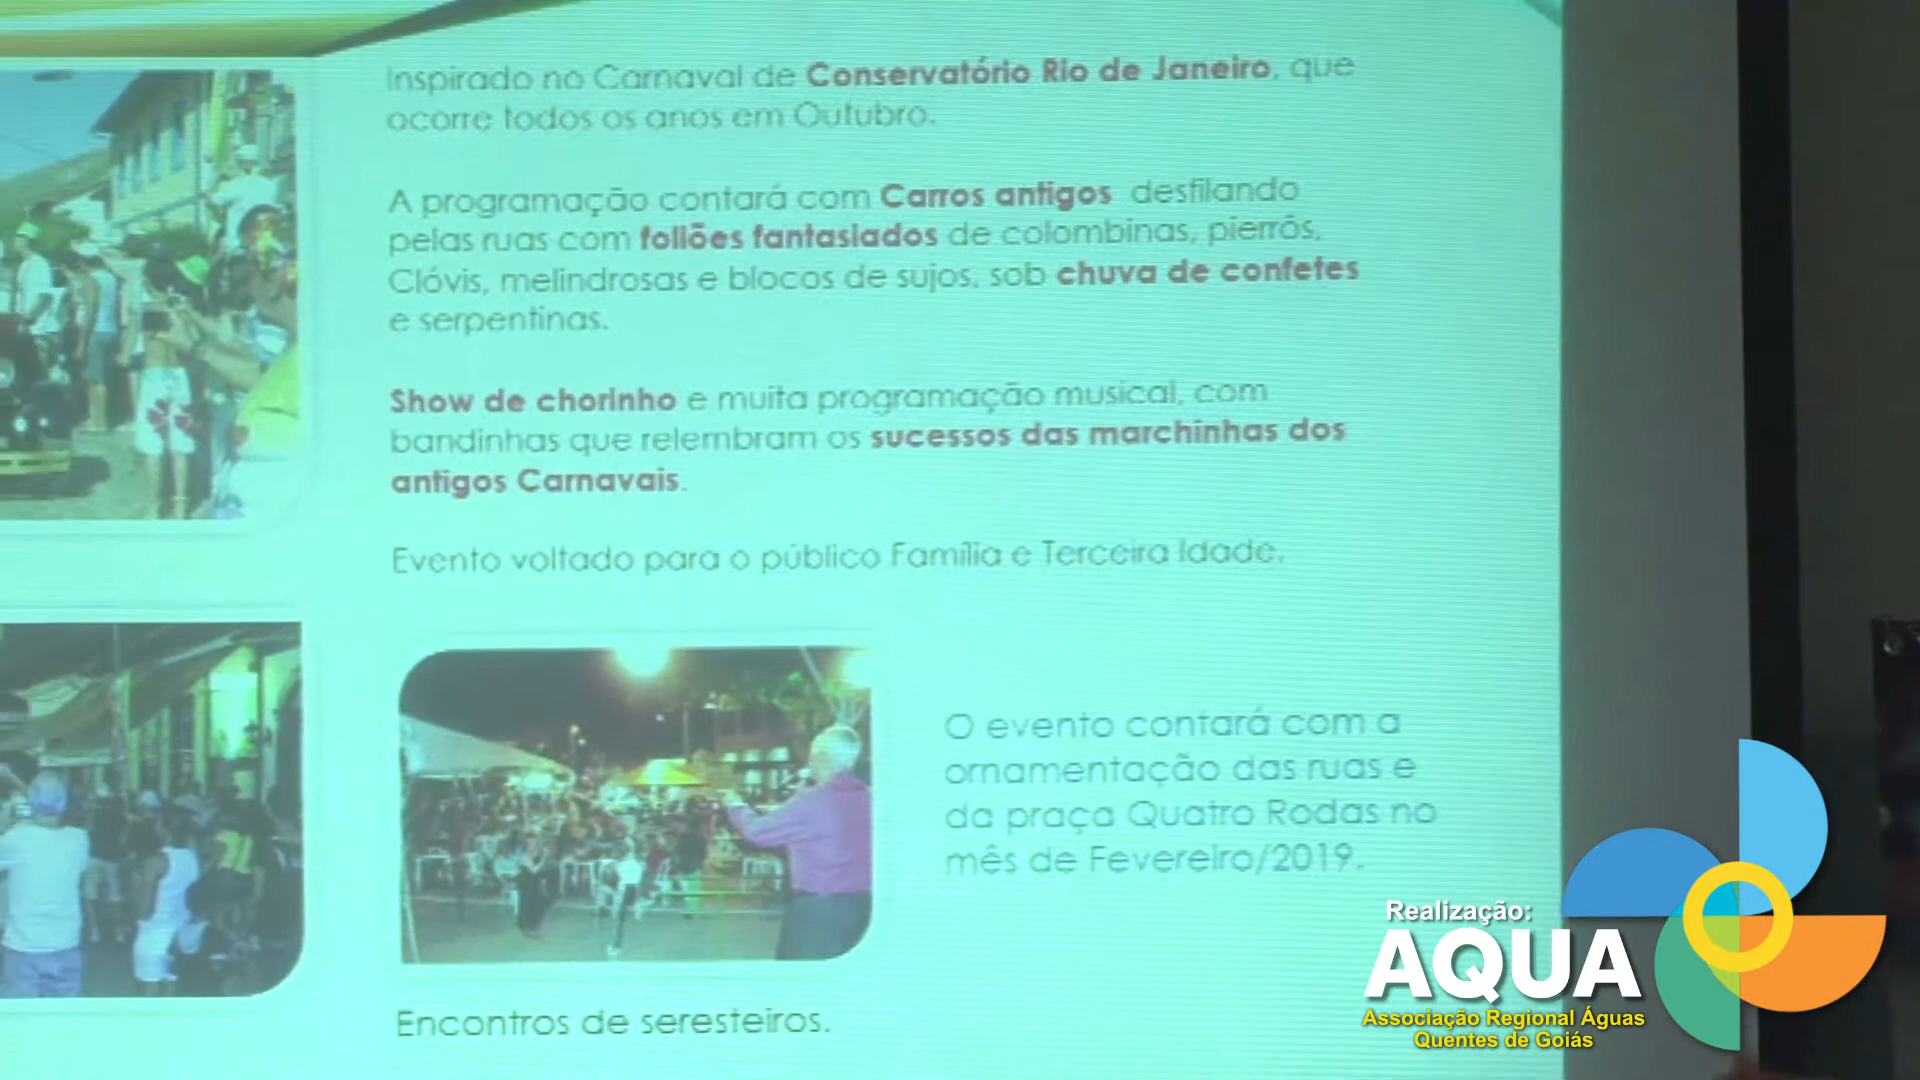 Inspirado no Carnaval de Conservatório Rio de Janeiro, que
ocorre todos os anos em Outubro.
A programação contará com Carros antigos desfilando
pelas ruas com foliões fantasiados de colombinas, pierrôs,
Clóvis, melindrosas e blocos de sujos, sob chuva de confetes
e serpentinas.
Show de chorinho e muita programação musical, com
bandinhas que relembram os sucessos das marchinhas dos
antigos Carnavais.
Evento voltado para o público Família e Terceira Idade.
O evento contará com a
ornamentação das ruas e
da praça Quatro Rodas no
mês de Fevereiro/2019.
Encontros de seresteiros.
Realização:
AQUA
Associação Regional Águas
Quentes de Goiás